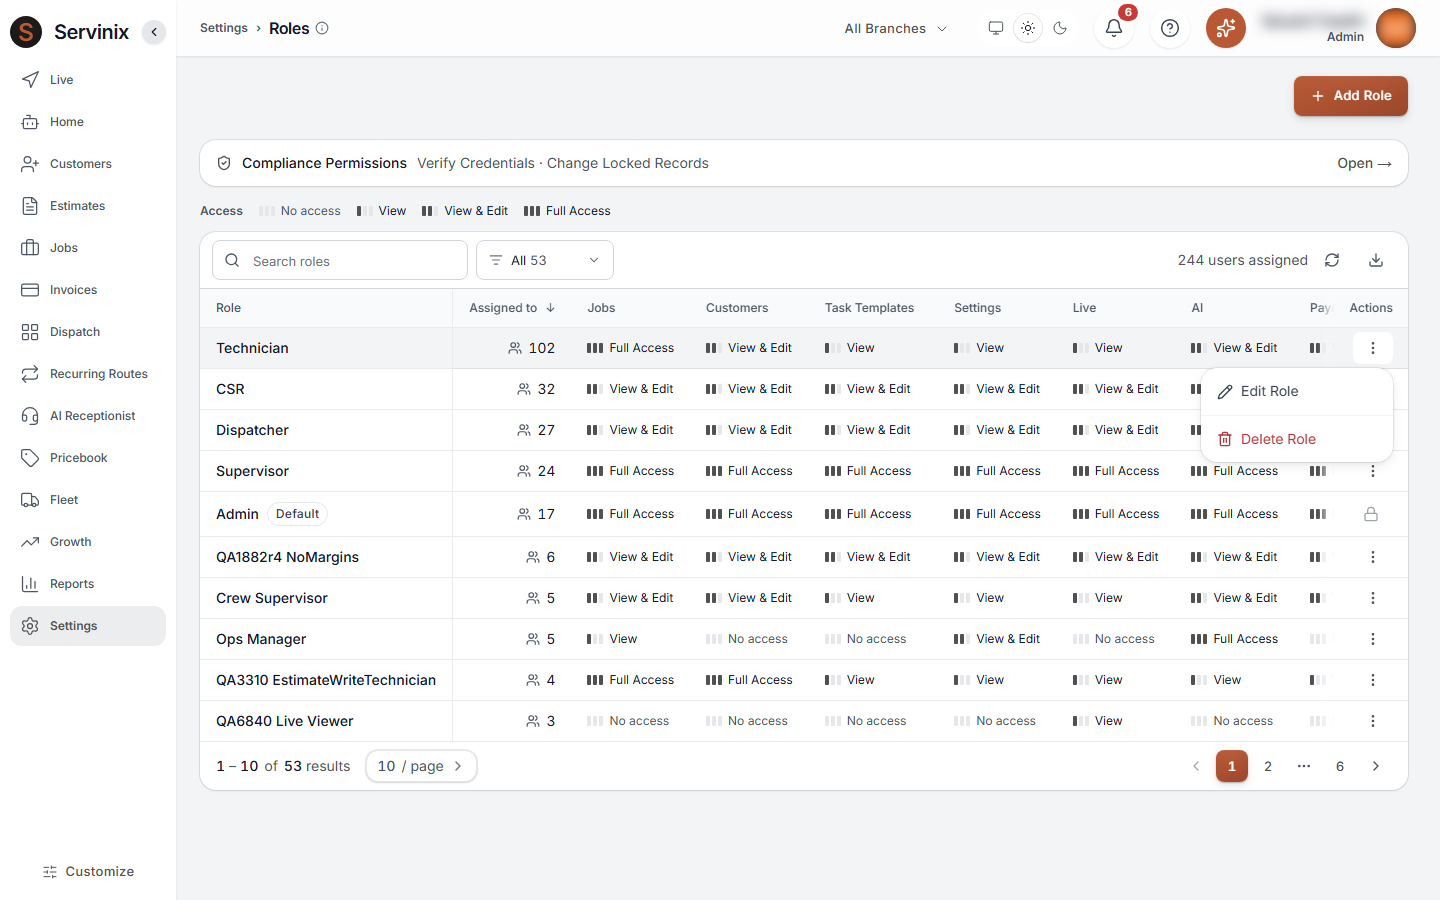 S Servinix
Settings › Roles
All Branches
6
Admin
Live
Home
Customers
Estimates
Jobs
Invoices
Dispatch
Recurring Routes
AI Receptionist
Pricebook
Fleet
Growth
Reports
Settings
Customize
+ Add Role
Compliance Permissions Verify Credentials · Change Locked Records Open →
Access No access View View & Edit Full Access
Search roles All 53 244 users assigned
Role Assigned to ↓ Jobs Customers Task Templates Settings Live AI Pay Actions
Technician 102 Full Access View & Edit View View View View & Edit
CSR 32 View & Edit View & Edit View & Edit View & Edit View & Edit
Edit Role
Dispatcher 27 View & Edit View & Edit View & Edit View & Edit View & Edit
Delete Role
Supervisor 24 Full Access Full Access Full Access Full Access Full Access Full Access
Admin Default 17 Full Access Full Access Full Access Full Access Full Access Full Access
QA1882r4 NoMargins 6 View & Edit View & Edit View & Edit View & Edit View & Edit View & Edit
Crew Supervisor 5 View & Edit View & Edit View View View View & Edit
Ops Manager 5 View No access No access View & Edit No access Full Access
QA3310 EstimateWriteTechnician 4 Full Access Full Access View View View View
QA6840 Live Viewer 3 No access No access No access No access View No access
1 – 10 of 53 results 10 / page 1 2 ··· 6